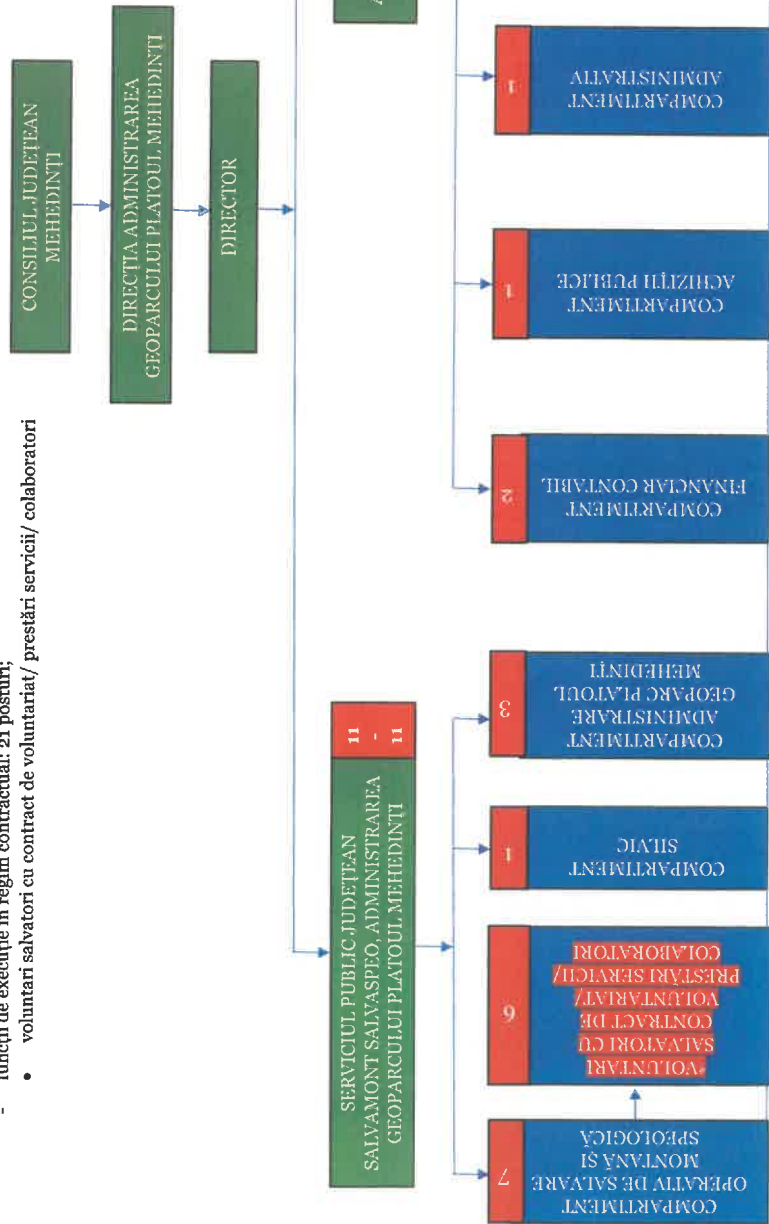 - funcții de execuție în regim contractual: 21 posturi;
• voluntari salvatori cu contract de voluntariat/ prestări servicii/ colaboratori
CONSILIUL JUDEȚEAN
MEHEDINȚI
DIRECȚIA ADMINISTRAREA
GEOPARCULUI PLATOUL MEHEDINȚI
DIRECTOR
SERVICIUL PUBLIC JUDEȚEAN
SALVAMONT SALVASPEO, ADMINISTRAREA
GEOPARCULUI PLATOUL MEHEDINȚI
11
-
11
7
COMPARTIMENT
OPERATIV DE SALVARE
MONTANĂ ȘI
SPEOLOGICĂ
9
*VOLUNTARI
SALVATORI CU
CONTRACT DE
VOLUNTARIAT/
PRESTĂRI SERVICII/
COLABORATORI
1
COMPARTIMENT
SILVIC
3
COMPARTIMENT
ADMINISTRARE
GEOPARC PLATOUL
MEHEDINȚI
2
COMPARTIMENT
FINANCIAR CONTABIL
1
COMPARTIMENT
ACHIZIȚII PUBLICE
1
COMPARTIMENT
ADMINISTRATIV